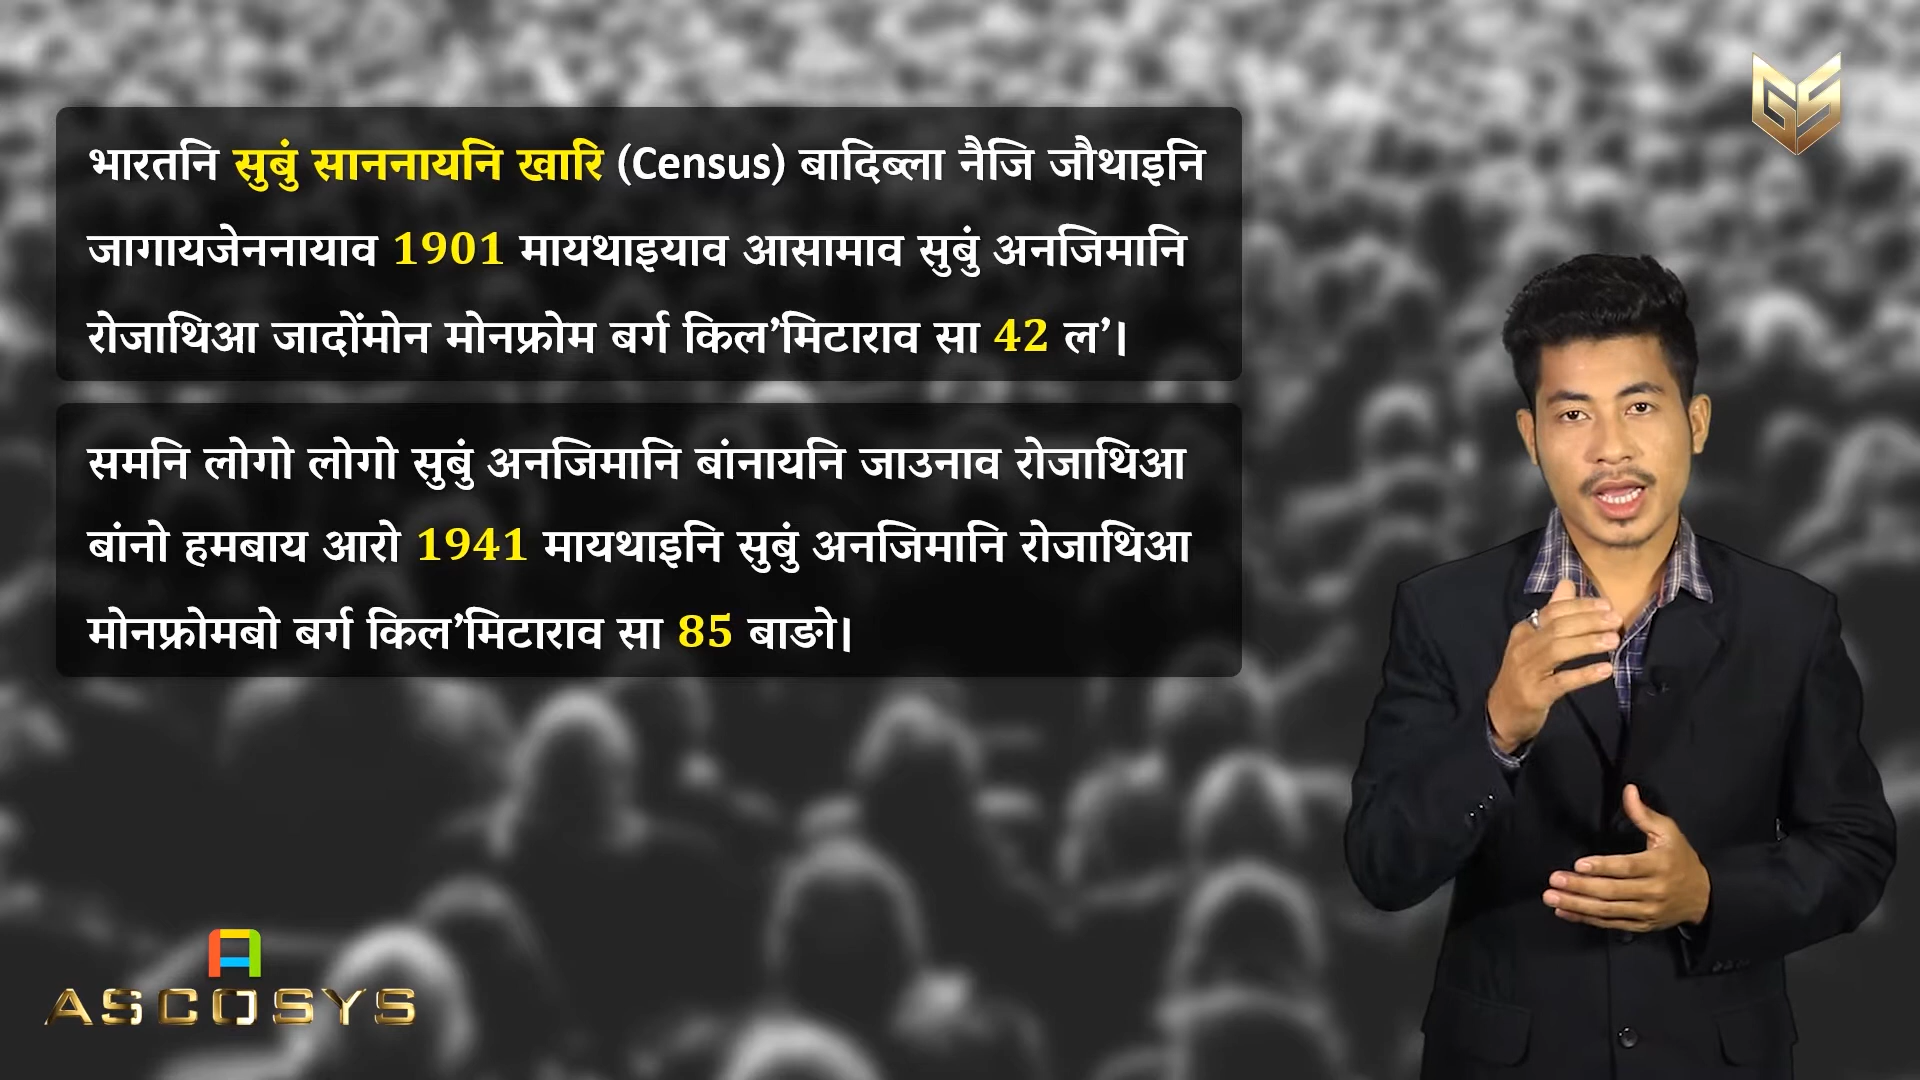 भारतनि सुबुं साननायनि खारि (Census) बादिब्ला नैजि जौथाइनि
जागायजेननायाव 1901 मायथाइयाव आसामाव सुबुं अनजिमानि
रोजाथिआ जादोंमोन मोनफ्रोम बर्ग किल’मिटाराव सा 42 ल’।
समनि लोगो लोगो सुबुं अनजिमानि बांनायनि जाउनाव रोजाथिआ
बांनो हमबाय आरो 1941 मायथाइनि सुबुं अनजिमानि रोजाथिआ
मोनफ्रोमबो बर्ग किल’मिटाराव सा 85 बाङो।
GS
ASCOSYS